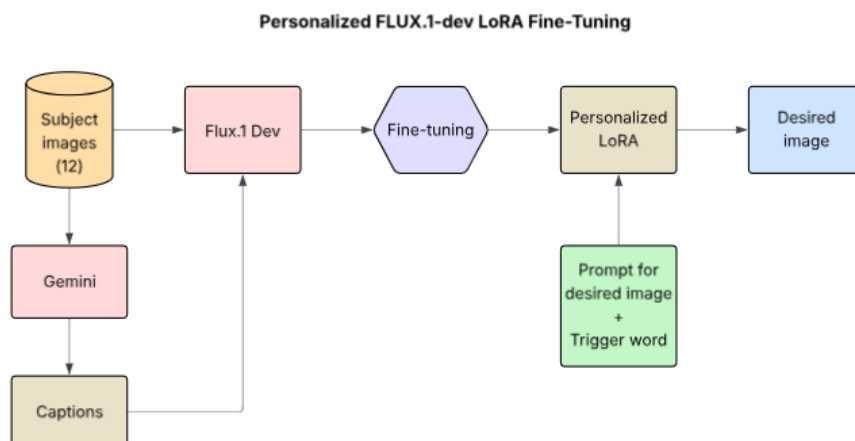 Personalized FLUX.1-dev LoRA Fine-Tuning
Subject
images
(12)
Flux.1 Dev
Fine-tuning
Personalized
LoRA
Desired
image
Gemini
Prompt for
desired image
+
Trigger word
Captions